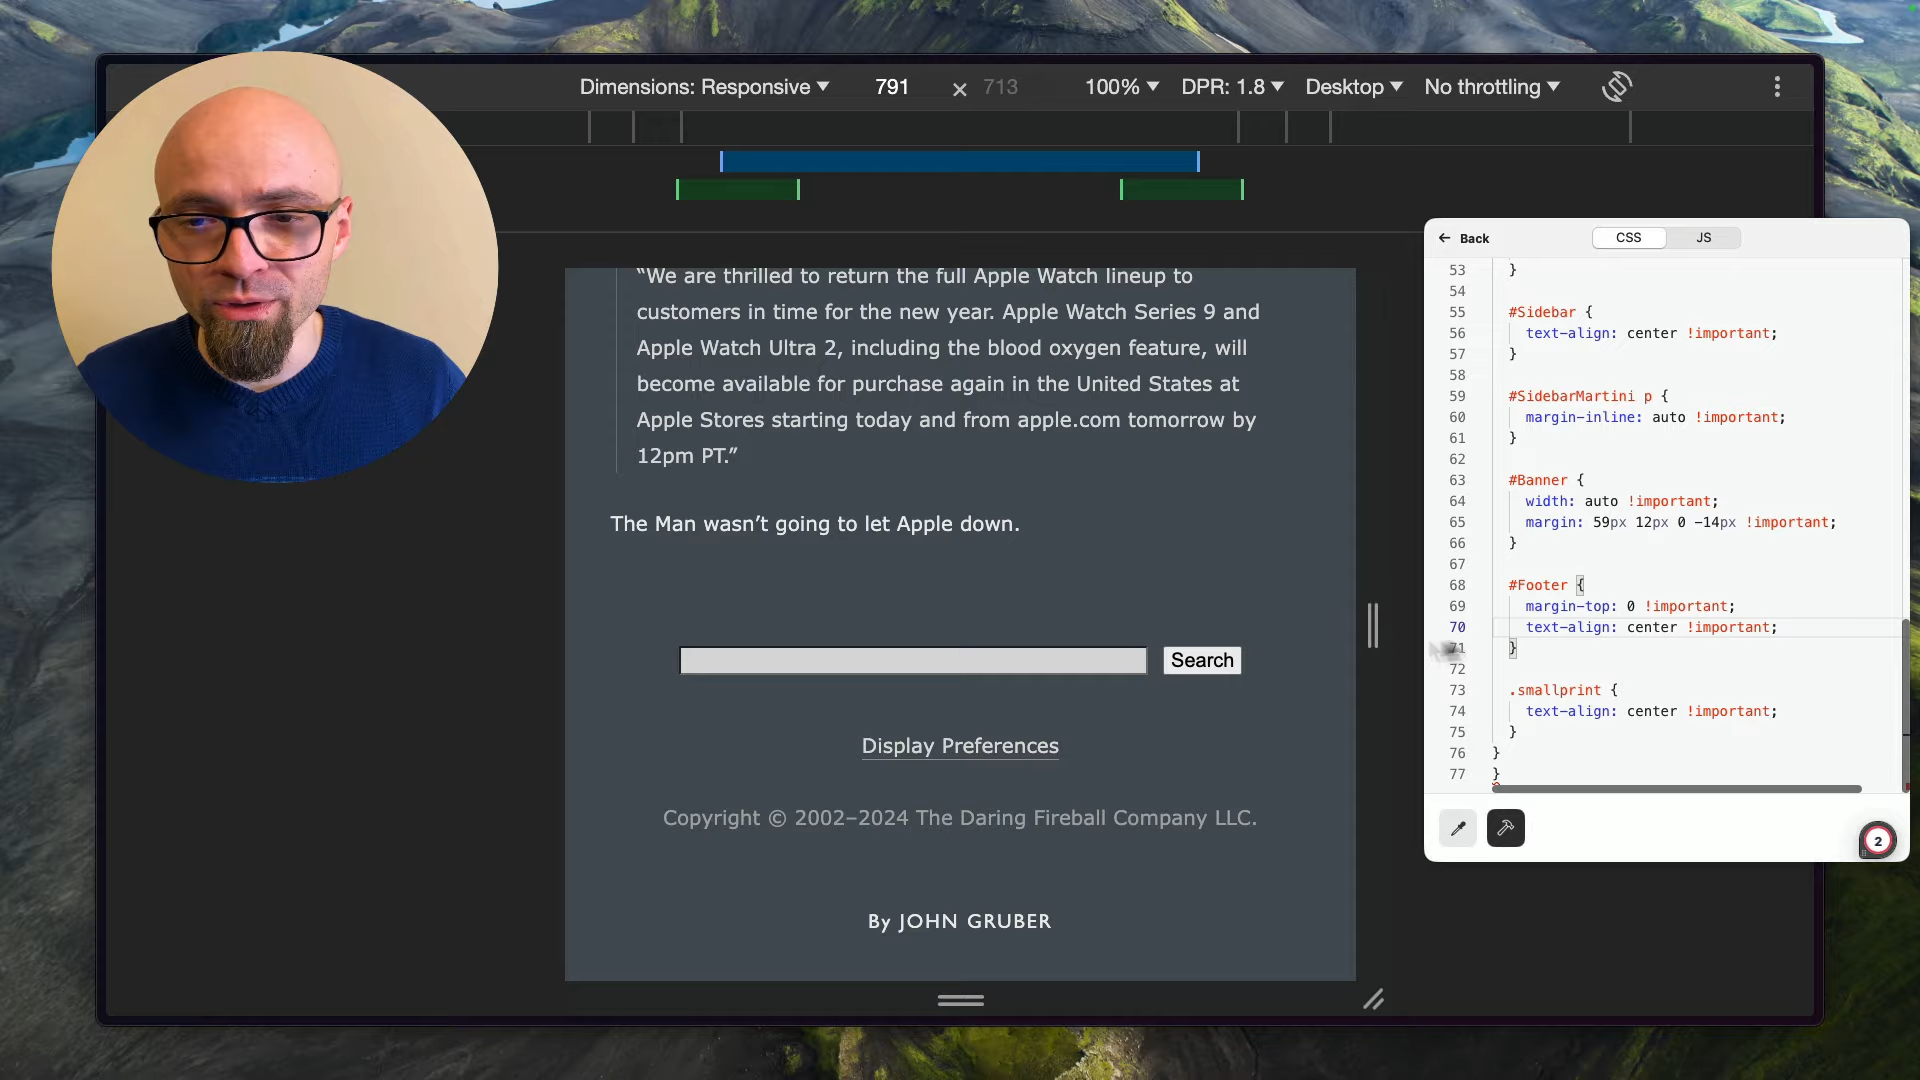 Dimensions: Responsive ▼ 791 × 713 100% ▼ DPR: 1.8 ▼ Desktop ▼ No throttling ▼
“We are thrilled to return the full Apple Watch lineup to
customers in time for the new year. Apple Watch Series 9 and
Apple Watch Ultra 2, including the blood oxygen feature, will
become available for purchase again in the United States at
Apple Stores starting today and from apple.com tomorrow by
12pm PT.”
The Man wasn’t going to let Apple down.
Search
Display Preferences
Copyright © 2002–2024 The Daring Fireball Company LLC.
By JOHN GRUBER
← Back CSS JS
53 }
54
55 #Sidebar {
56 text-align: center !important;
57 }
58
59 #SidebarMartini p {
60 margin-inline: auto !important;
61 }
62
63 #Banner {
64 width: auto !important;
65 margin: 59px 12px 0 -14px !important;
66 }
67
68 #Footer {
69 margin-top: 0 !important;
70 text-align: center !important;
71 }
72
73 .smallprint {
74 text-align: center !important;
75 }
76 }
77 }
2